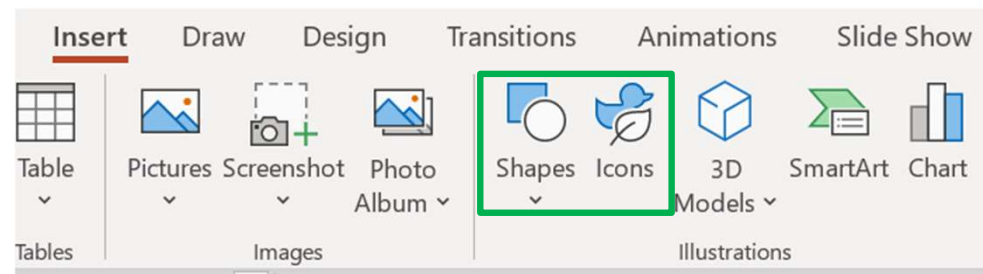 Insert Draw Design Transitions Animations Slide Show
Table Pictures Screenshot Photo Album Shapes Icons 3D Models SmartArt Chart
Tables Images Illustrations